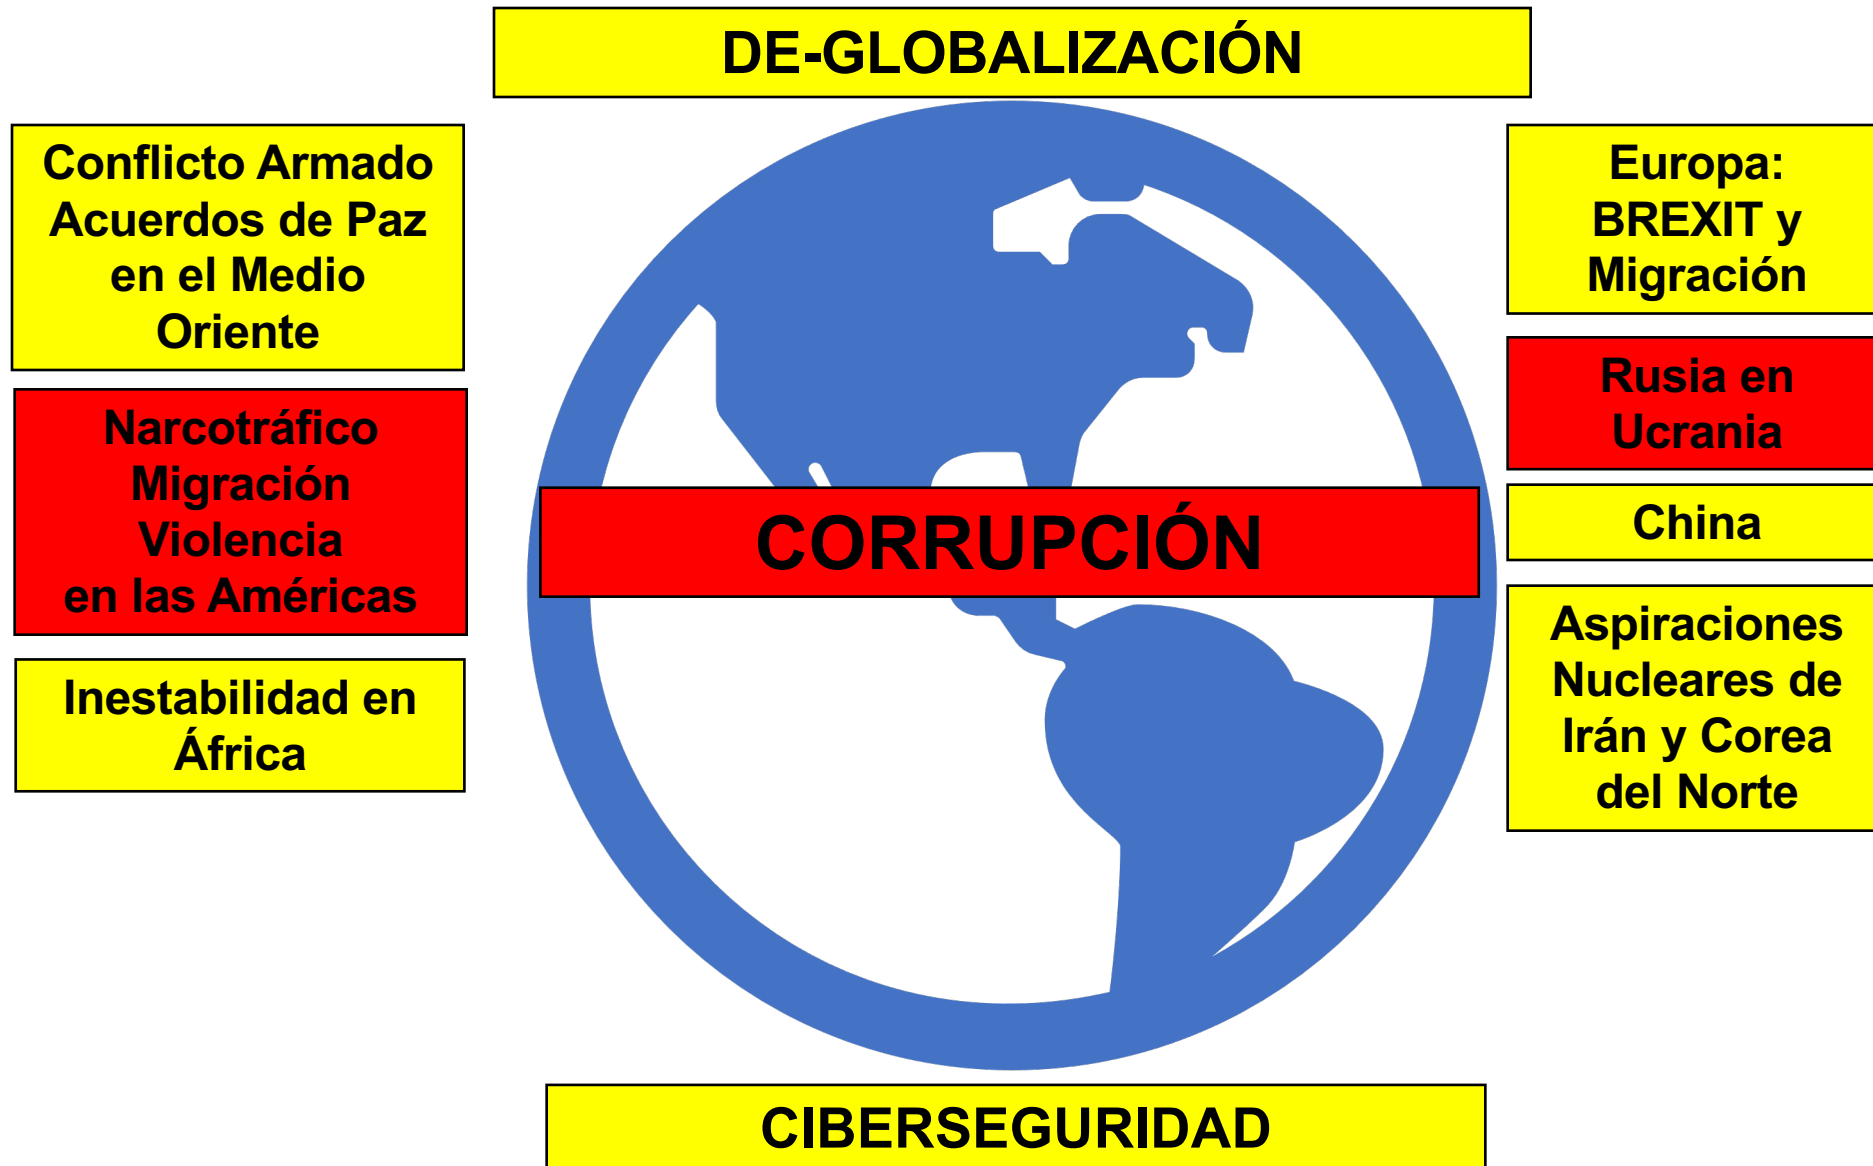 DE-GLOBALIZACIÓN
Conflicto Armado
Acuerdos de Paz
en el Medio
Oriente
Narcotráfico
Migración
Violencia
en las Américas
Inestabilidad en
África
CORRUPCIÓN
Europa:
BREXIT y
Migración
Rusia en
Ucrania
China
Aspiraciones
Nucleares de
Irán y Corea
del Norte
CIBERSEGURIDAD